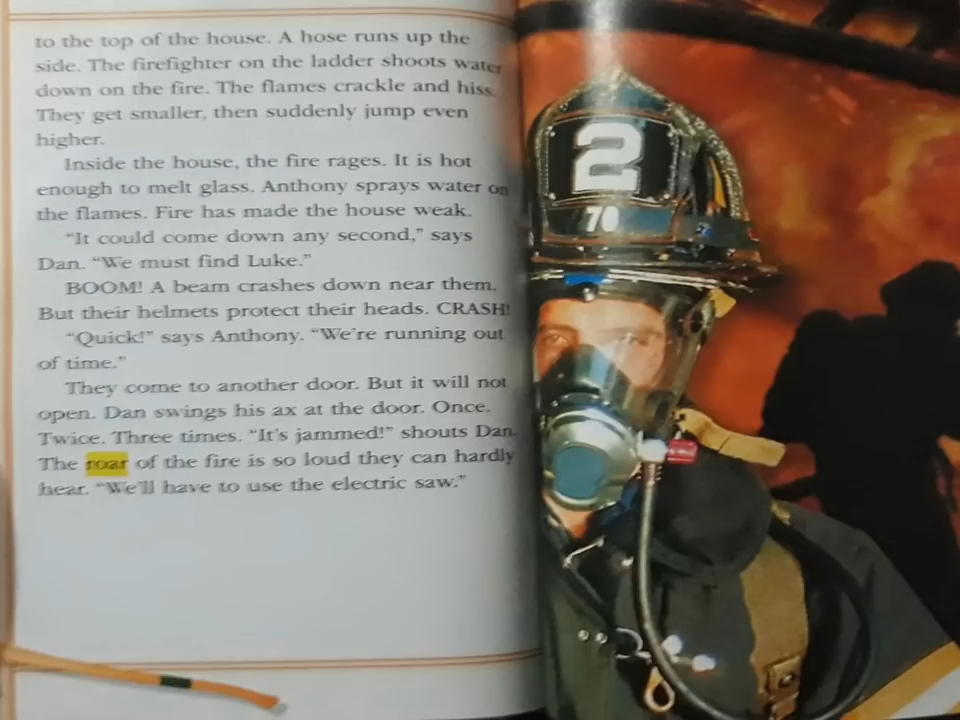 to the top of the house. A hose runs up the
side. The firefighter on the ladder shoots water
down on the fire. The flames crackle and hiss.
They get smaller, then suddenly jump even
higher.
Inside the house, the fire rages. It is hot
enough to melt glass. Anthony sprays water on
the flames. Fire has made the house weak.
“It could come down any second,” says
Dan. “We must find Luke.”
BOOM! A beam crashes down near them.
But their helmets protect their heads. CRASH!
“Quick!” says Anthony. “We’re running out
of time.”
They come to another door. But it will not
open. Dan swings his ax at the door. Once.
Twice. Three times. “It’s jammed!” shouts Dan.
The roar of the fire is so loud they can hardly
hear. “We’ll have to use the electric saw.”
2
78